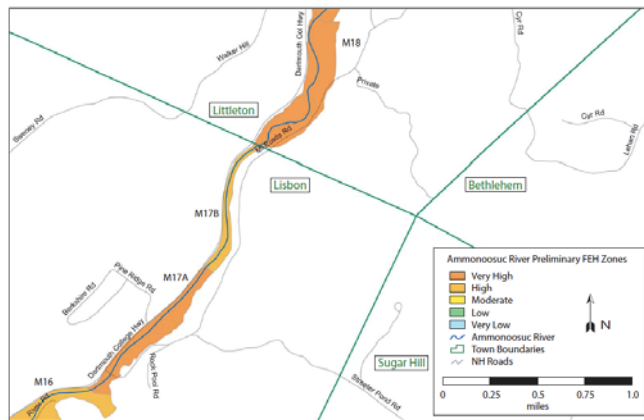 Dartmouth Col Hwy
M18
Cyr Rd
Walker Hill
Private
Littleton
Cyr Rd
Sweeney Rd
Lisbon
Bethlehem
M17B
Ammonoosuc River Preliminary FEH Zones
Very High
High
Moderate
Low
Very Low
Ammonoosuc River
Town Boundaries
NH Roads
N
0 0.25 0.5 0.75 1.0
miles
Pine Ridge Rd
M17A
Berkshire Rd
Dartmouth College Hwy
Rock Pool Rd
Sugar Hill
M16
Streeter Pond Rd